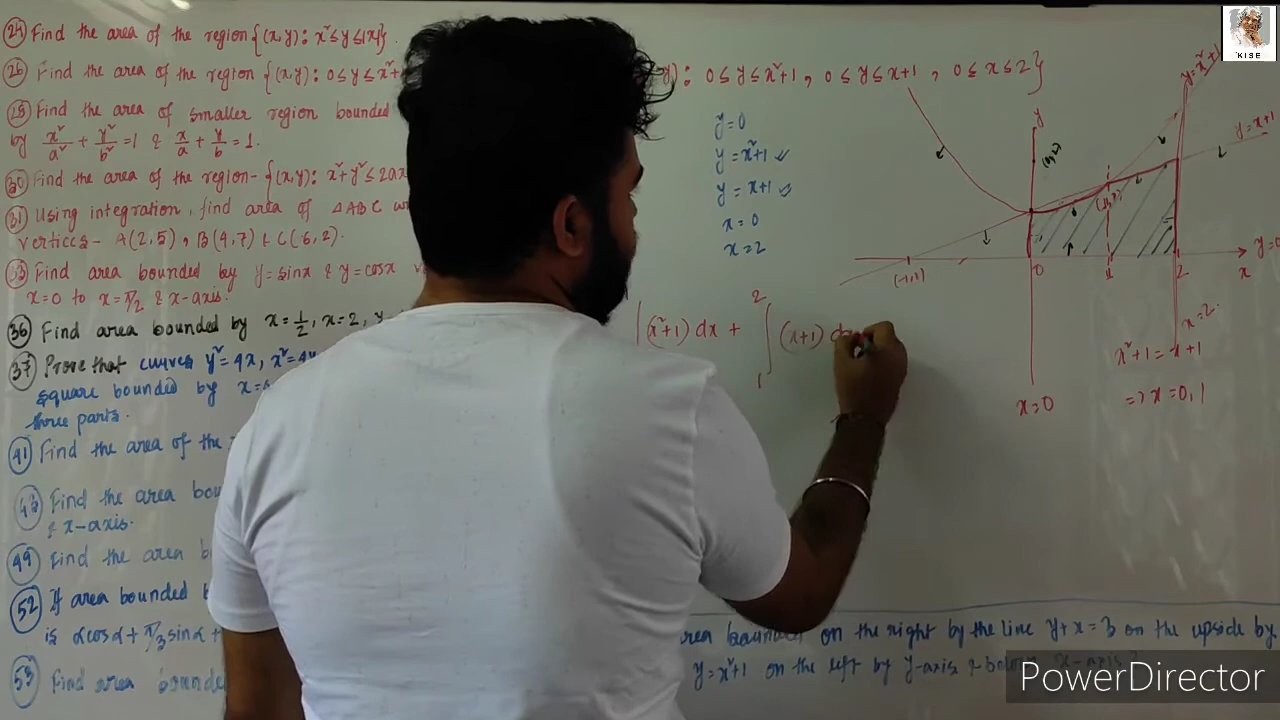 24 Find the area of the region {(x,y): x² ≤ y ≤ |x|}.
26 Find the area of the region {(x,y): 0 ≤ y ≤ x²+
28 Find the area of smaller region bounded
by x²/a² + y²/b² = 1 & x/a + y/b = 1.
30 Find the area of the region- {(x,y): x²+y² ≤ 2ax
31 Using integration, find area of ΔABC
vertices - A(2,5), B(4,7) & C(6,2).
33 Find area bounded by y=sinx & y=cosx
x=0 to x=π/2 & x-axis.
36 Find area bounded by x=1/2, x=2,
37 Prove that curves y²=4x, x²=4y
square bounded by x=
three parts.
41 Find the area of the
Find the area bou
& x-axis.
49 Find the area b
52 If area bounded b
is αcosα + π/3 sinα +
53 Find area bounde
y): 0 ≤ y ≤ x²+1, 0 ≤ y ≤ x+1, 0 ≤ x ≤ 2}
y=0
y=x²+1 ✓
y=x+1 ✓
x=0
x=2
∫ (x²+1) dx + ∫₁² (x+1) dx
y
y=x²+1
y=x+1
0 1 2
x
y=0
x=2
x=0
x²+1=x+1
=> x=0,1
area bounded on the right by the line y+x=3 on the upside by
y=x²+1 on the left by y-axis & below x-axis?
KISE
PowerDirector